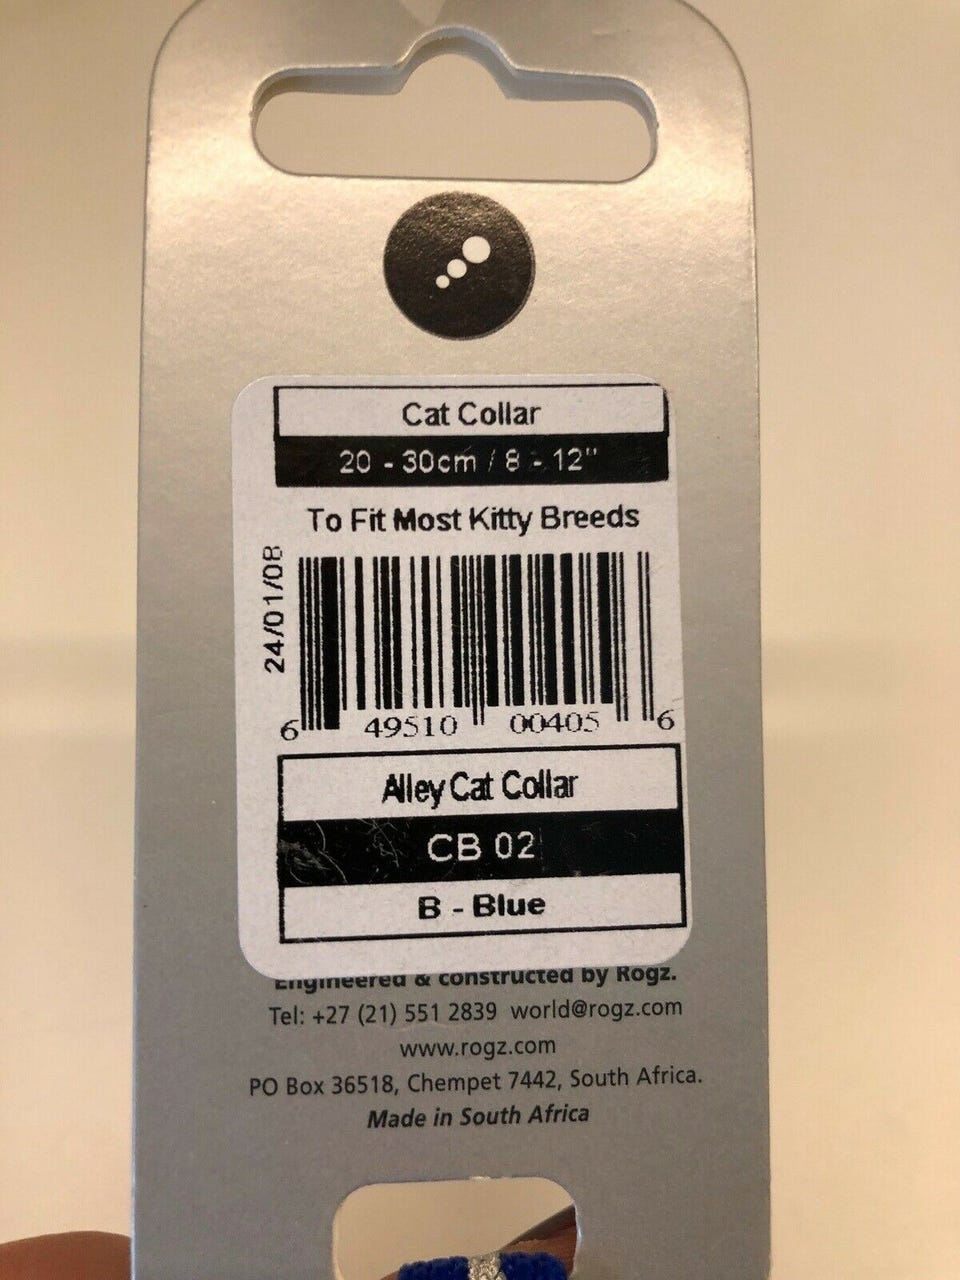 Cat Collar
20 - 30cm / 8 - 12"
To Fit Most Kitty Breeds
24/01/08
6 49510 00405 6
Alley Cat Collar
CB 02
B - Blue
Engineered & constructed by Rogz.
Tel: +27 (21) 551 2839 world@rogz.com
www.rogz.com
PO Box 36518, Chempet 7442, South Africa.
Made in South Africa